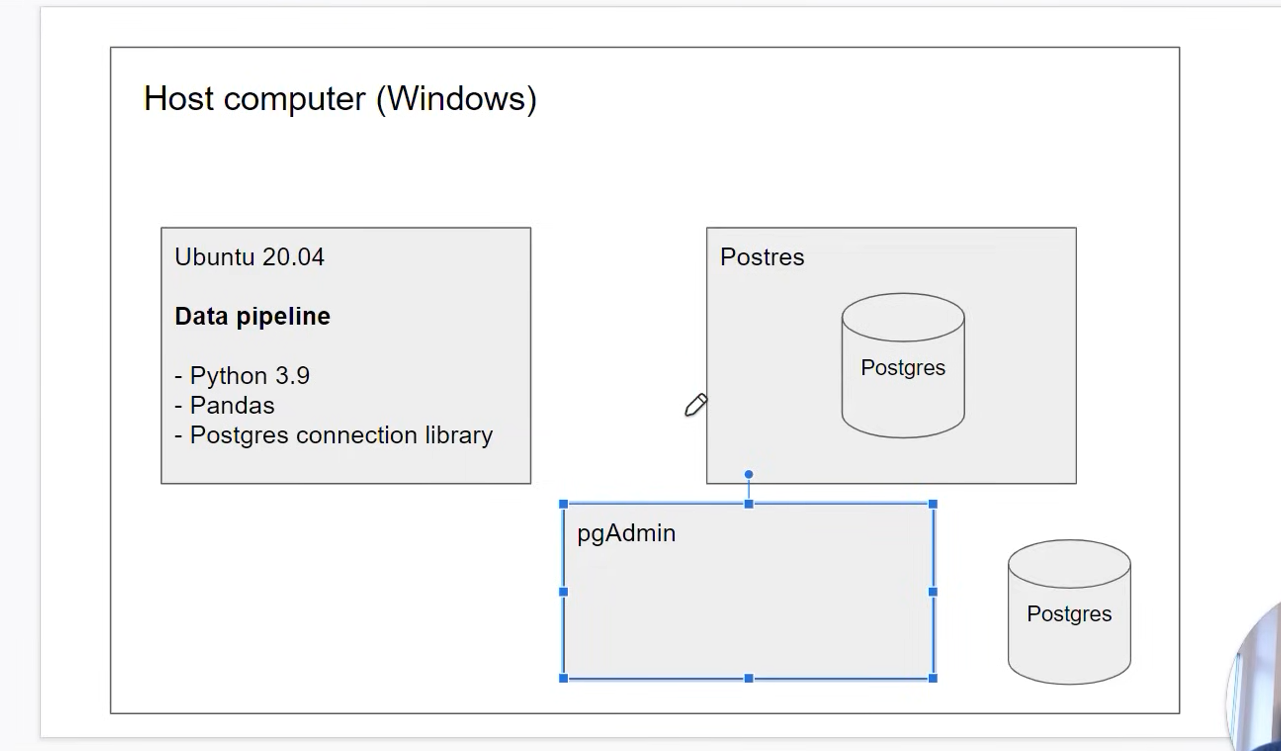 Host computer (Windows)
Ubuntu 20.04
Data pipeline
- Python 3.9
- Pandas
- Postgres connection library
Postres
Postgres
pgAdmin
Postgres